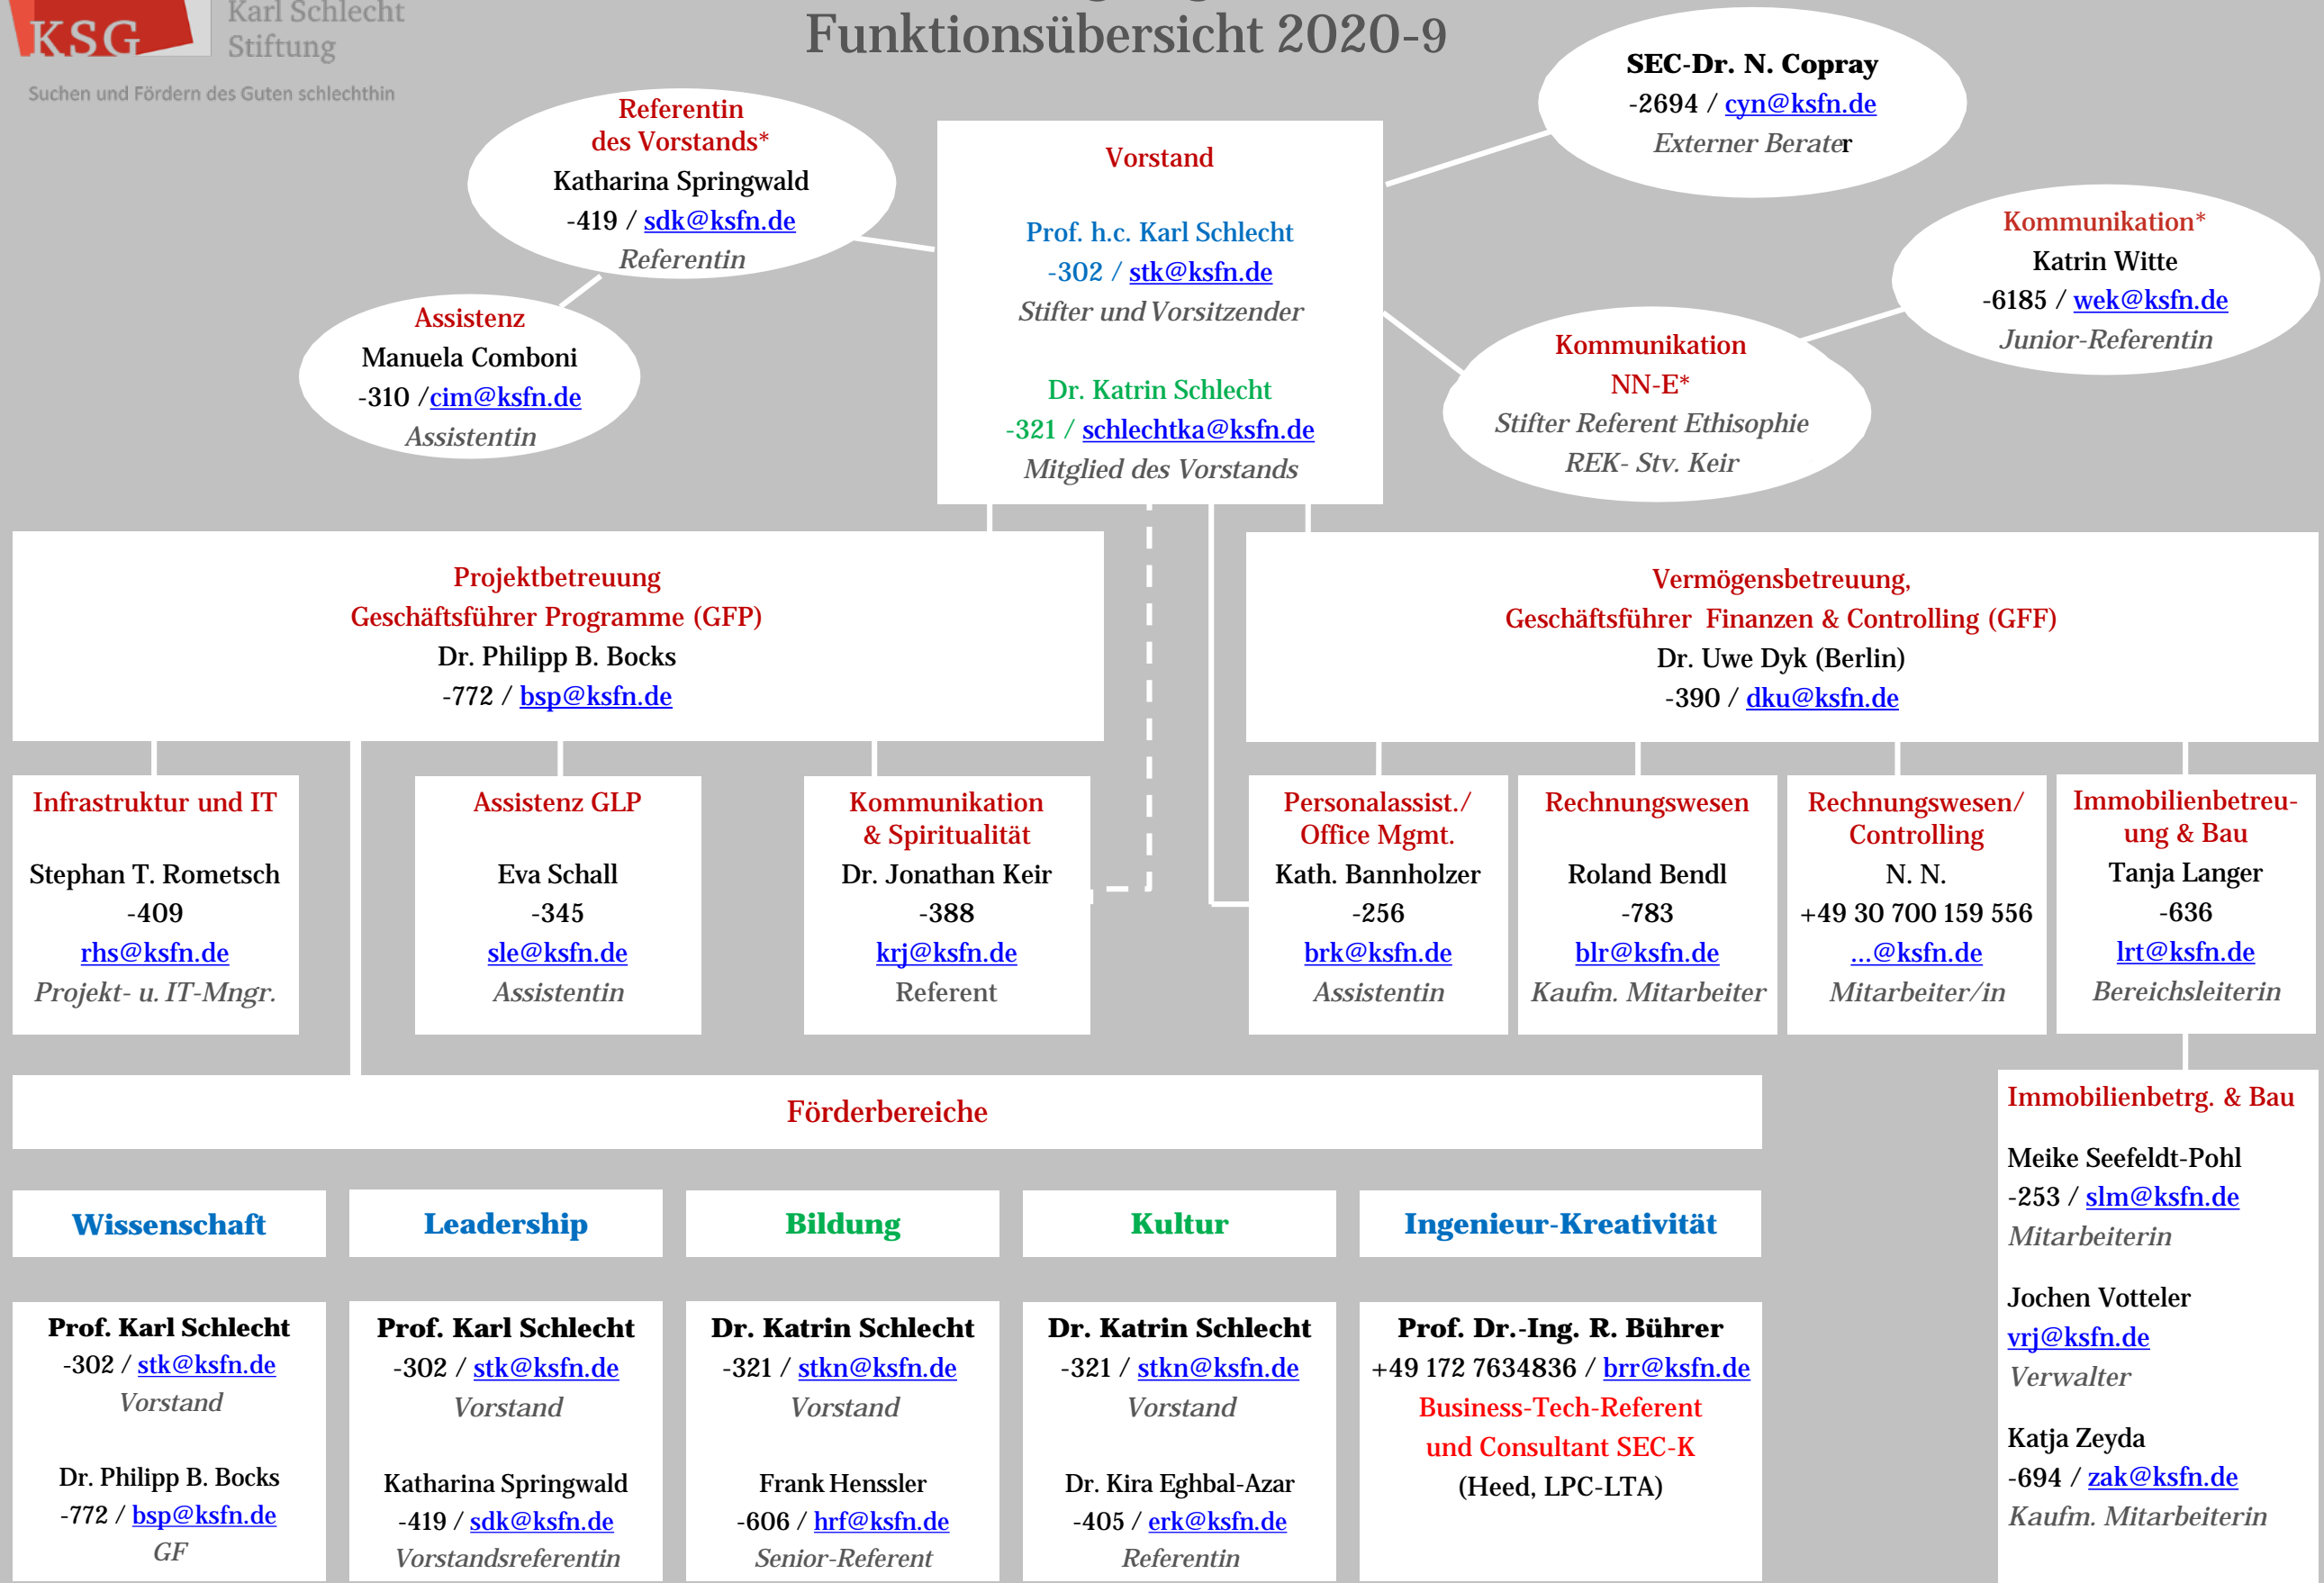 KSG
Karl Schlecht
Stiftung
Suchen und Fördern des Guten schlechthin
Funktionsübersicht 2020-9
SEC-Dr. N. Copray
-2694 / cyn@ksfn.de
Externer Berater
Referentin
des Vorstands*
Katharina Springwald
-419 / sdk@ksfn.de
Referentin
Vorstand
Prof. h.c. Karl Schlecht
-302 / stk@ksfn.de
Stifter und Vorsitzender
Dr. Katrin Schlecht
-321 / schlechtka@ksfn.de
Mitglied des Vorstands
Kommunikation*
Katrin Witte
-6185 / wek@ksfn.de
Junior-Referentin
Assistenz
Manuela Comboni
-310 /cim@ksfn.de
Assistentin
Kommunikation
NN-E*
Stifter Referent Ethisophie
REK- Stv. Keir
Projektbetreuung
Geschäftsführer Programme (GFP)
Dr. Philipp B. Bocks
-772 / bsp@ksfn.de
Vermögensbetreuung,
Geschäftsführer Finanzen & Controlling (GFF)
Dr. Uwe Dyk (Berlin)
-390 / dku@ksfn.de
Infrastruktur und IT
Stephan T. Rometsch
-409
rhs@ksfn.de
Projekt- u. IT-Mngr.
Assistenz GLP
Eva Schall
-345
sle@ksfn.de
Assistentin
Kommunikation
& Spiritualität
Dr. Jonathan Keir
-388
krj@ksfn.de
Referent
Personalassist./
Office Mgmt.
Kath. Bannholzer
-256
brk@ksfn.de
Assistentin
Rechnungswesen
Roland Bendl
-783
blr@ksfn.de
Kaufm. Mitarbeiter
Rechnungswesen/
Controlling
N. N.
+49 30 700 159 556
...@ksfn.de
Mitarbeiter/in
Immobilienbetreu-
ung & Bau
Tanja Langer
-636
lrt@ksfn.de
Bereichsleiterin
Förderbereiche
Immobilienbetrg. & Bau
Meike Seefeldt-Pohl
-253 / slm@ksfn.de
Mitarbeiterin
Jochen Votteler
vrj@ksfn.de
Verwalter
Katja Zeyda
-694 / zak@ksfn.de
Kaufm. Mitarbeiterin
Wissenschaft
Leadership
Bildung
Kultur
Ingenieur-Kreativität
Prof. Karl Schlecht
-302 / stk@ksfn.de
Vorstand
Dr. Philipp B. Bocks
-772 / bsp@ksfn.de
GF
Prof. Karl Schlecht
-302 / stk@ksfn.de
Vorstand
Katharina Springwald
-419 / sdk@ksfn.de
Vorstandsreferentin
Dr. Katrin Schlecht
-321 / stkn@ksfn.de
Vorstand
Frank Henssler
-606 / hrf@ksfn.de
Senior-Referent
Dr. Katrin Schlecht
-321 / stkn@ksfn.de
Vorstand
Dr. Kira Eghbal-Azar
-405 / erk@ksfn.de
Referentin
Prof. Dr.-Ing. R. Bührer
+49 172 7634836 / brr@ksfn.de
Business-Tech-Referent
und Consultant SEC-K
(Heed, LPC-LTA)